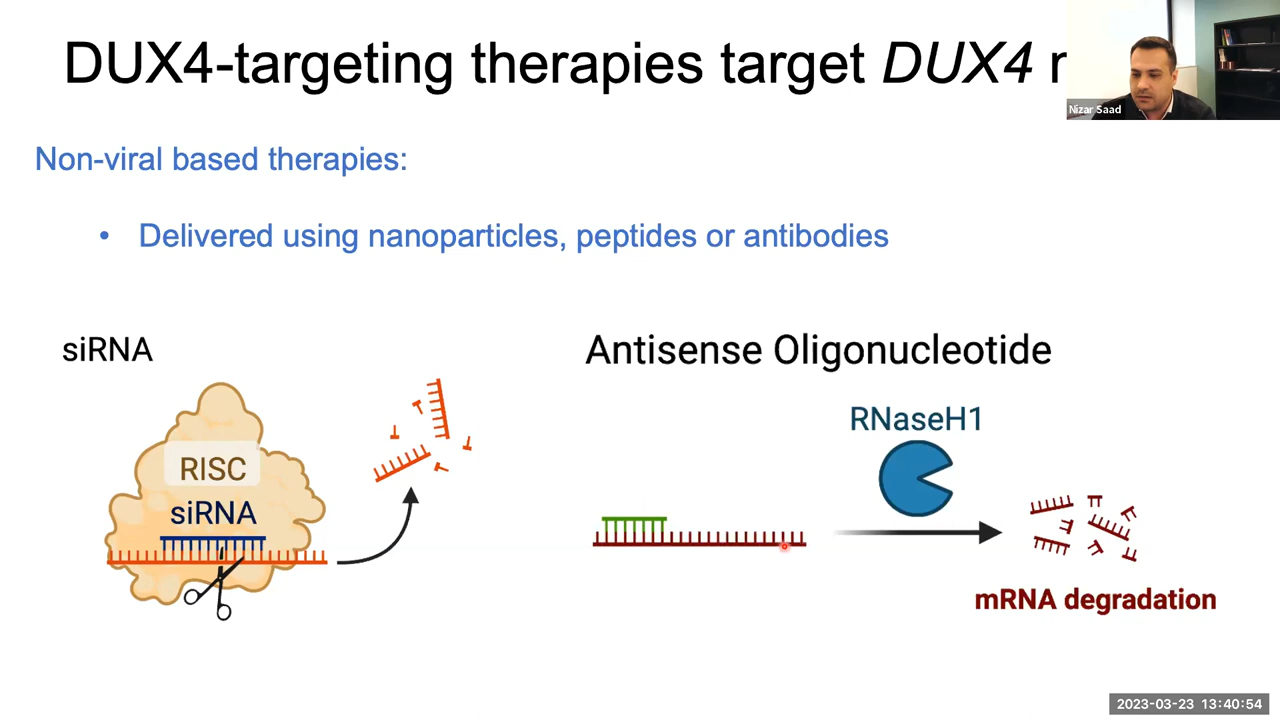 DUX4-targeting therapies target DUX4
Nizar Saad
Non-viral based therapies:
• Delivered using nanoparticles, peptides or antibodies
siRNA
Antisense Oligonucleotide
RNaseH1
RISC
siRNA
mRNA degradation
2023-03-23 13:40:54